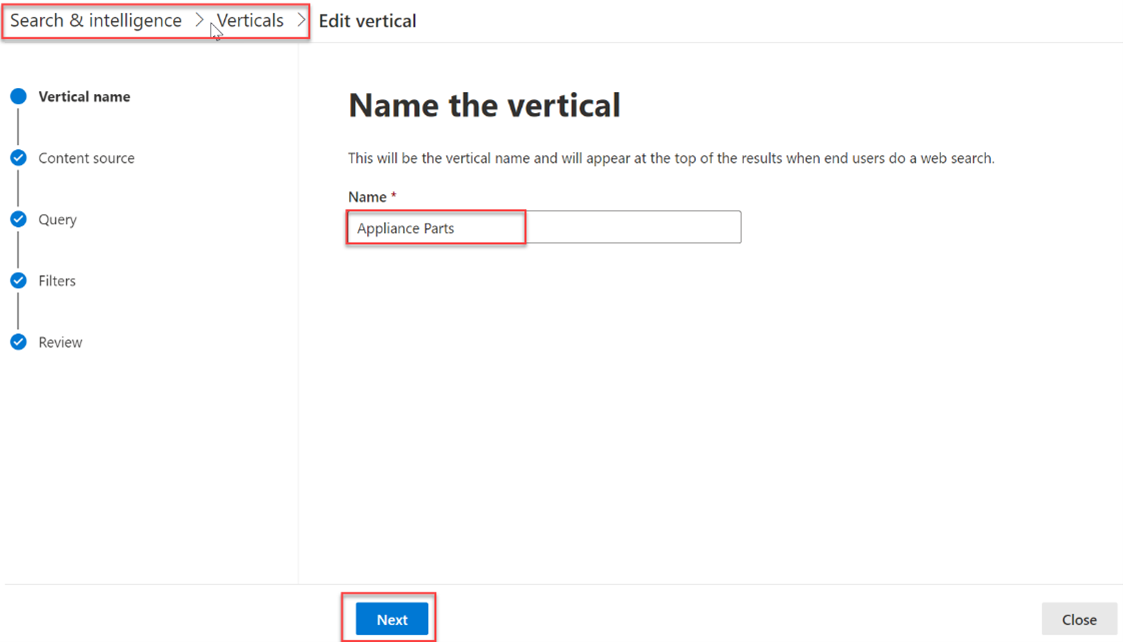 Search & intelligence > Verticals > Edit vertical
Vertical name
Content source
Query
Filters
Review
Name the vertical
This will be the vertical name and will appear at the top of the results when end users do a web search.
Name *
Appliance Parts
Next
Close